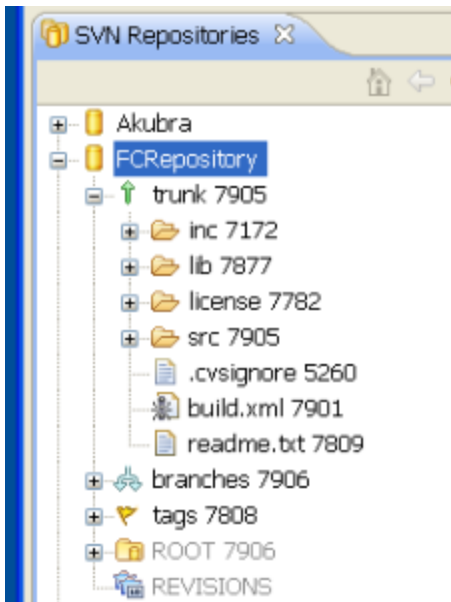 SVN Repositories
Akubra
FCRepository
trunk 7905
inc 7172
lib 7877
license 7782
src 7905
.cvsignore 5260
build.xml 7901
readme.txt 7809
branches 7906
tags 7808
ROOT 7906
REVISIONS